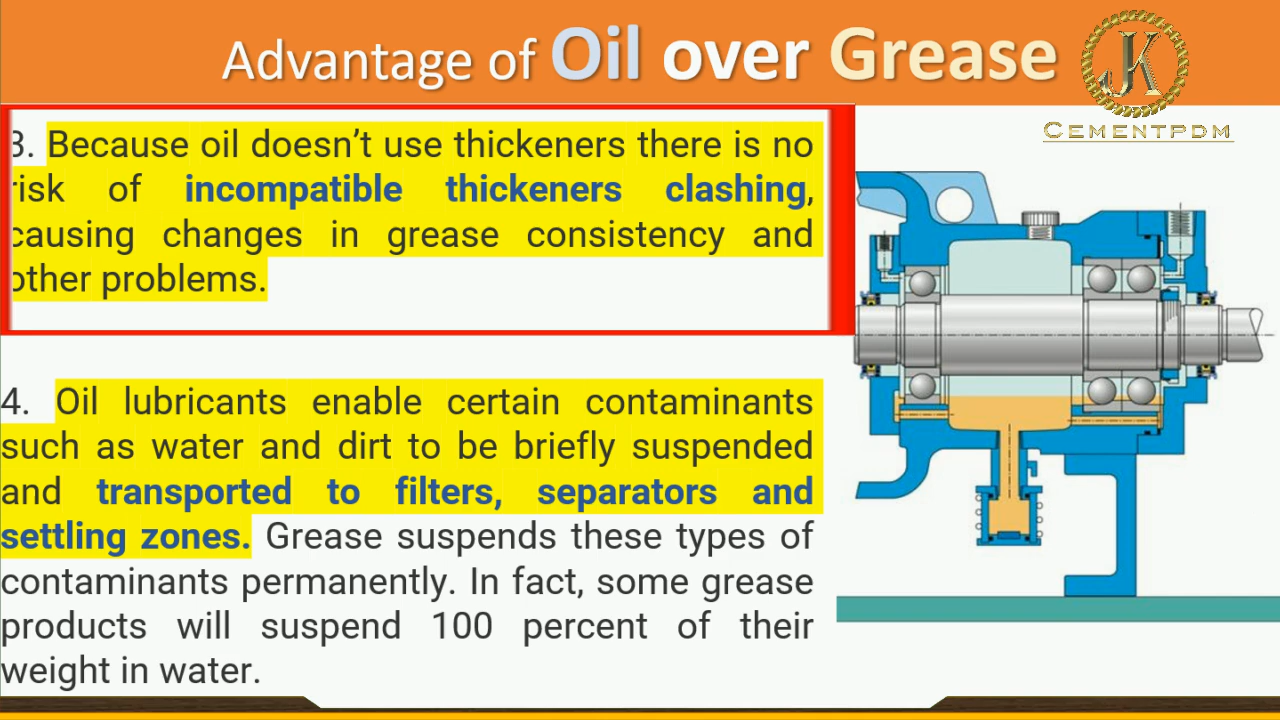 Advantage of Oil over Grease
JK
CEMENTPDM
3. Because oil doesn’t use thickeners there is no
risk of incompatible thickeners clashing,
causing changes in grease consistency and
other problems.
4. Oil lubricants enable certain contaminants
such as water and dirt to be briefly suspended
and transported to filters, separators and
settling zones. Grease suspends these types of
contaminants permanently. In fact, some grease
products will suspend 100 percent of their
weight in water.